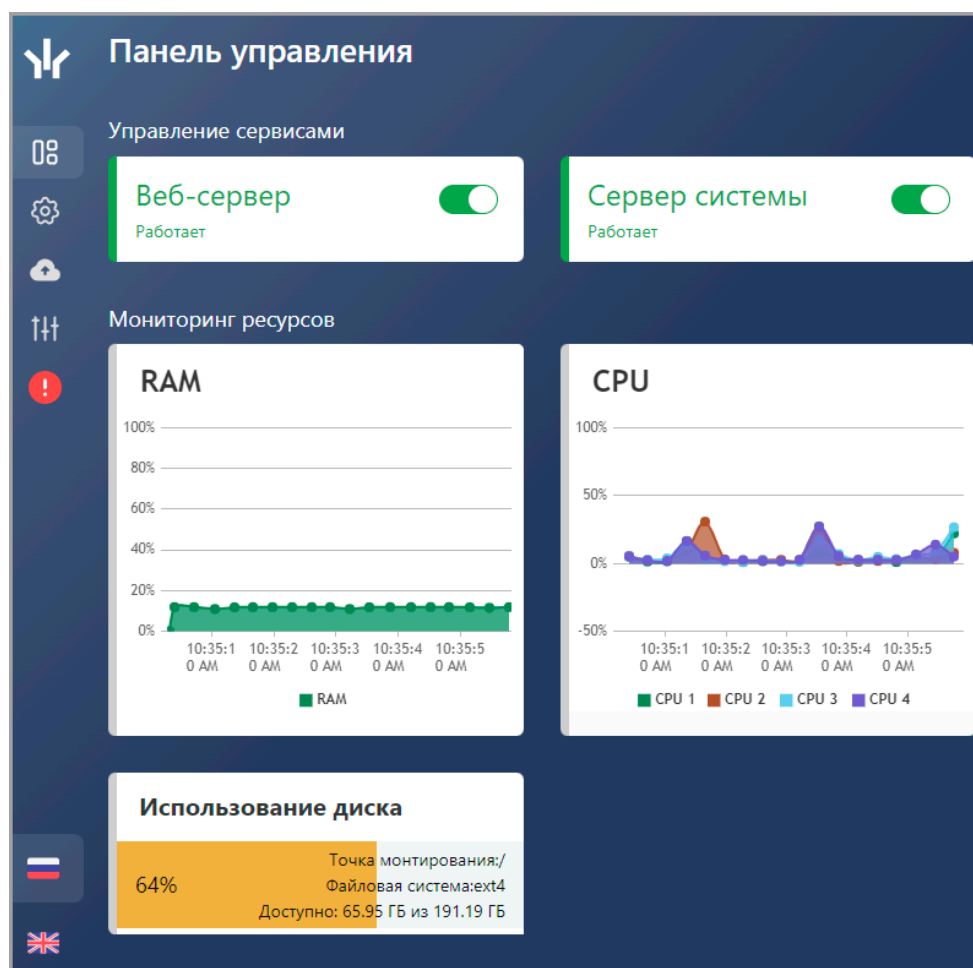 Панель управления
Управление сервисами
Веб-сервер
Работает
Сервер системы
Работает
Мониторинг ресурсов
RAM
100%
80%
60%
40%
20%
0%
10:35:1
0 AM
10:35:2
0 AM
10:35:3
0 AM
10:35:4
0 AM
10:35:5
0 AM
RAM
CPU
100%
50%
0%
-50%
10:35:1
0 AM
10:35:2
0 AM
10:35:3
0 AM
10:35:4
0 AM
10:35:5
0 AM
CPU 1 CPU 2 CPU 3 CPU 4
Использование диска
64%
Точка монтирования:/
Файловая система:ext4
Доступно: 65.95 ГБ из 191.19 ГБ